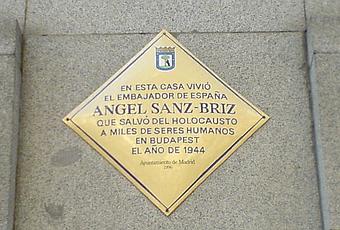 EN ESTA CASA VIVIÓ
EL EMBAJADOR DE ESPAÑA
ANGEL SANZ-BRIZ
QUE SALVÓ DEL HOLOCAUSTO
A MILES DE SERES HUMANOS
EN BUDAPEST
EL AÑO DE 1944
Ayuntamiento de Madrid
1996